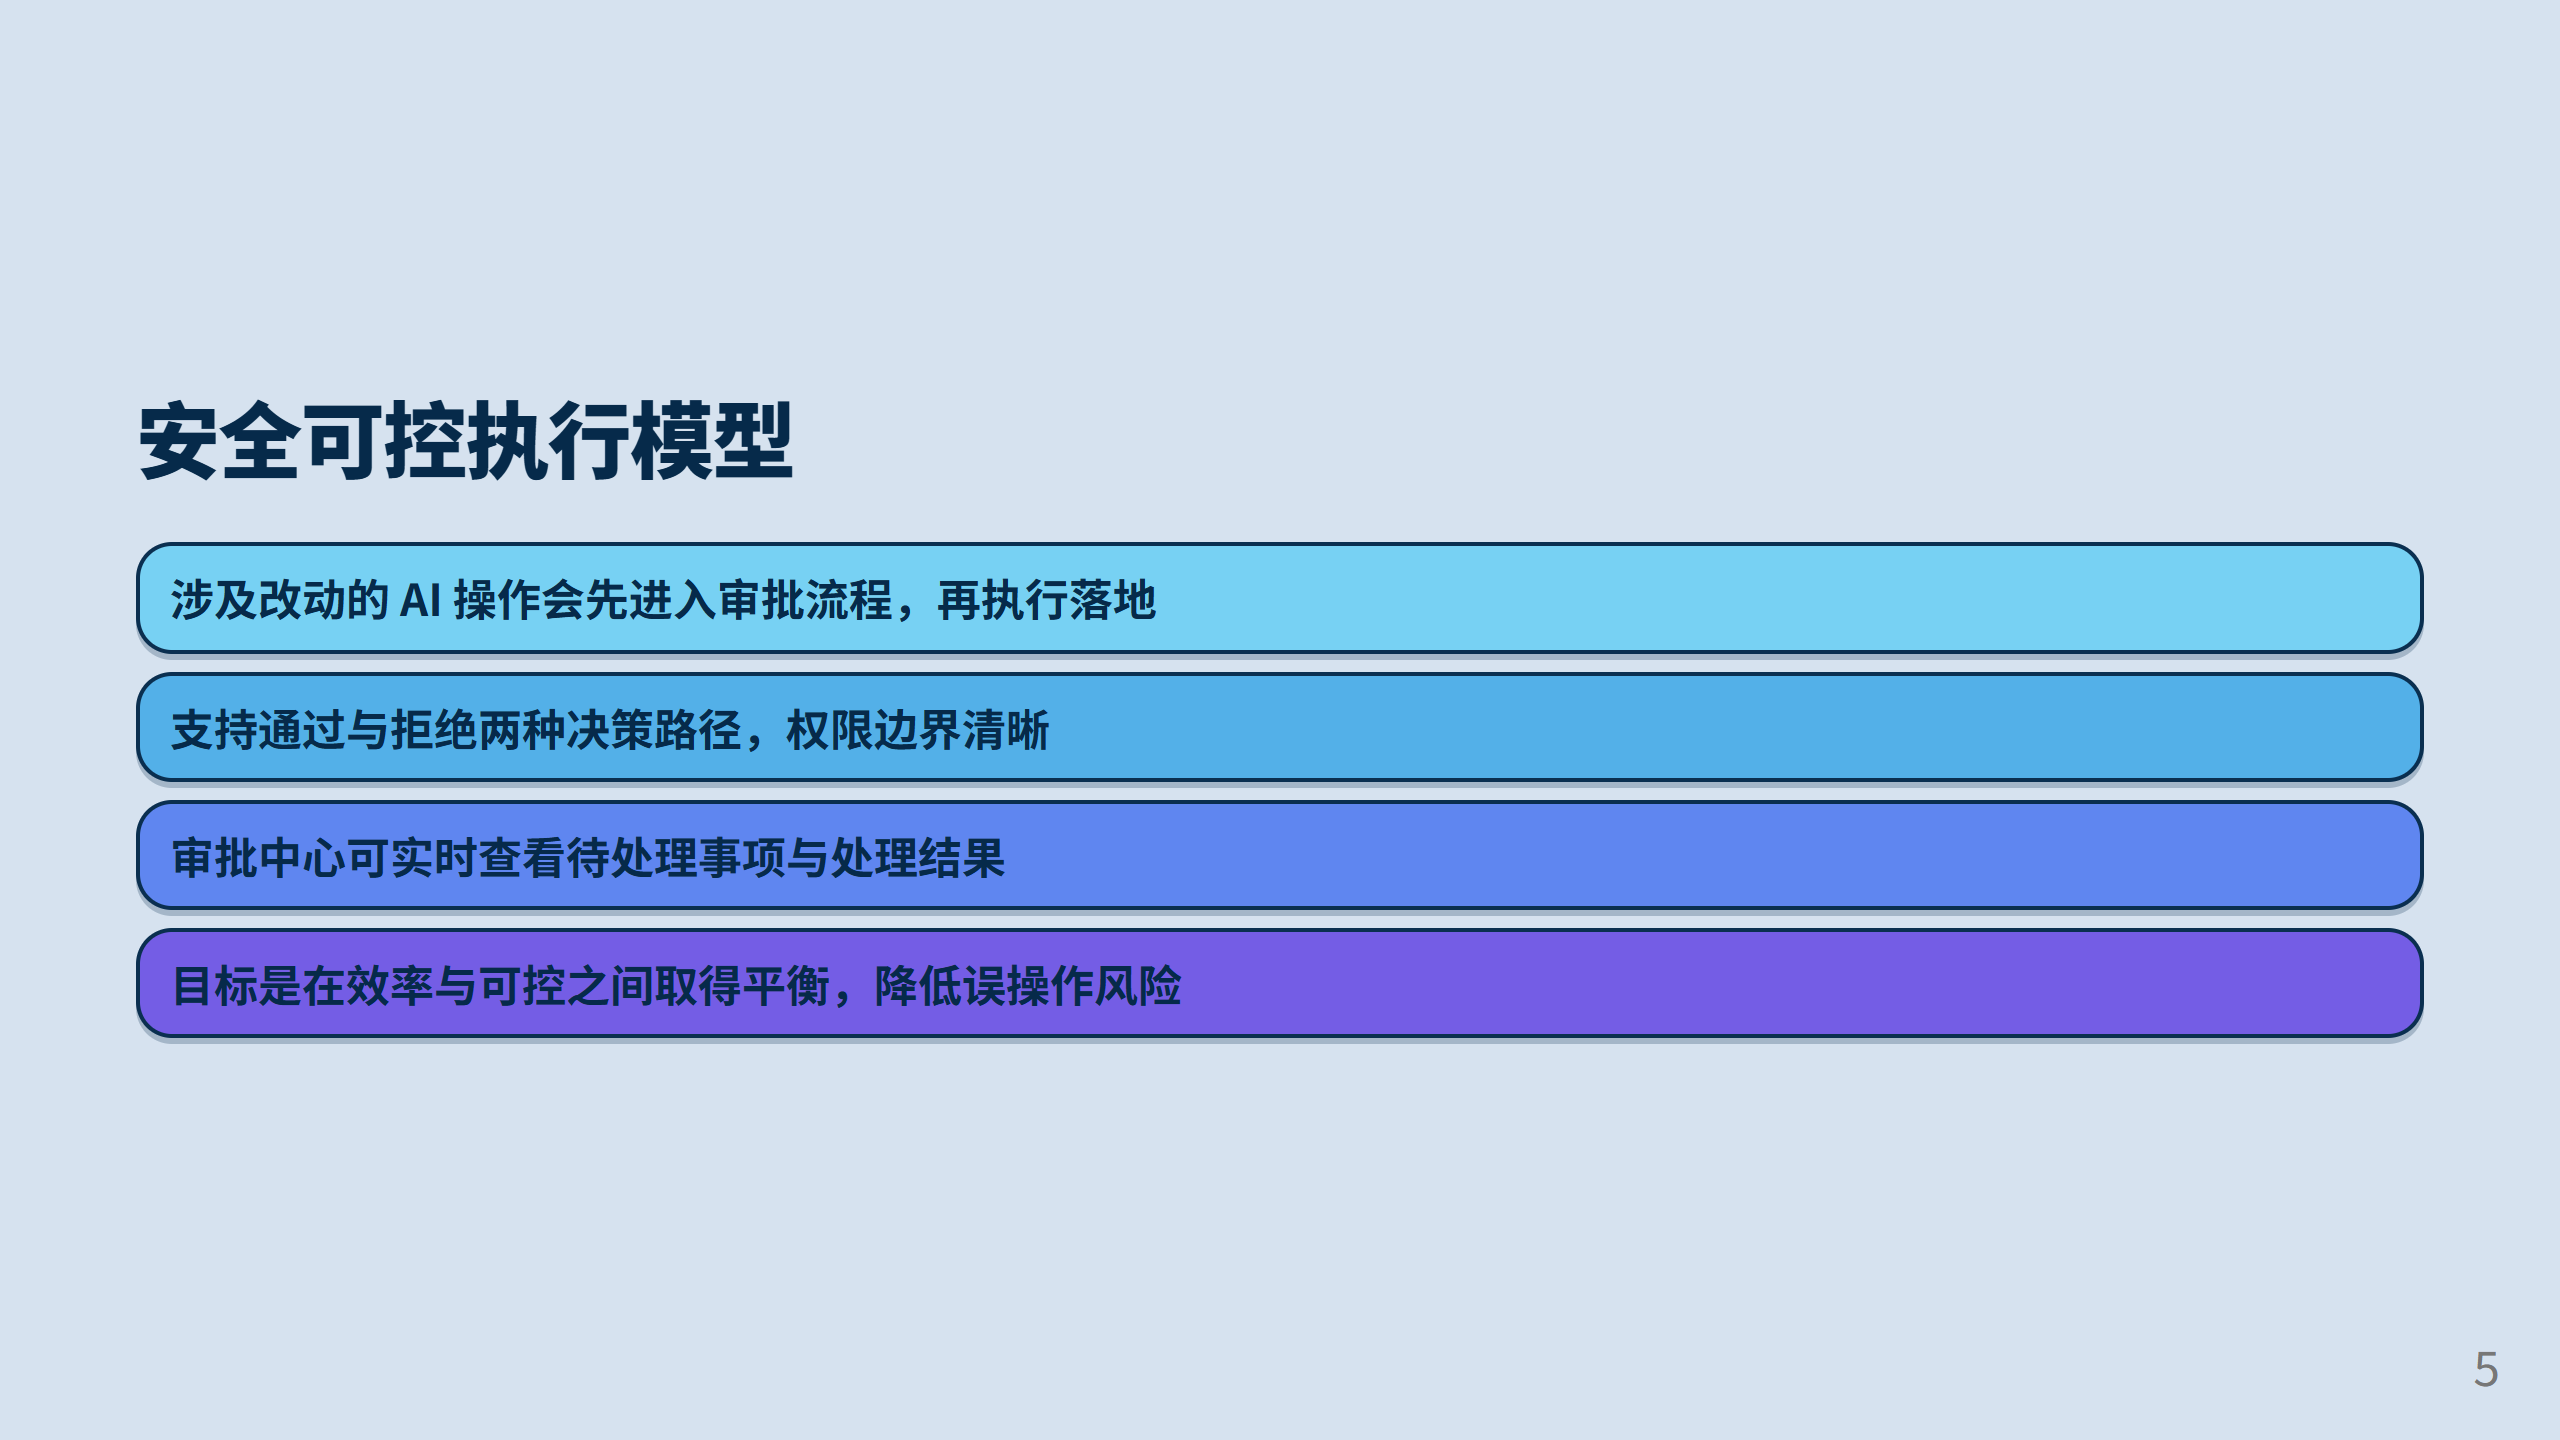 安全可控执行模型
涉及改动的 AI 操作会先进入审批流程，再执行落地
支持通过与拒绝两种决策路径，权限边界清晰
审批中心可实时查看待处理事项与处理结果
目标是在效率与可控之间取得平衡，降低误操作风险
5